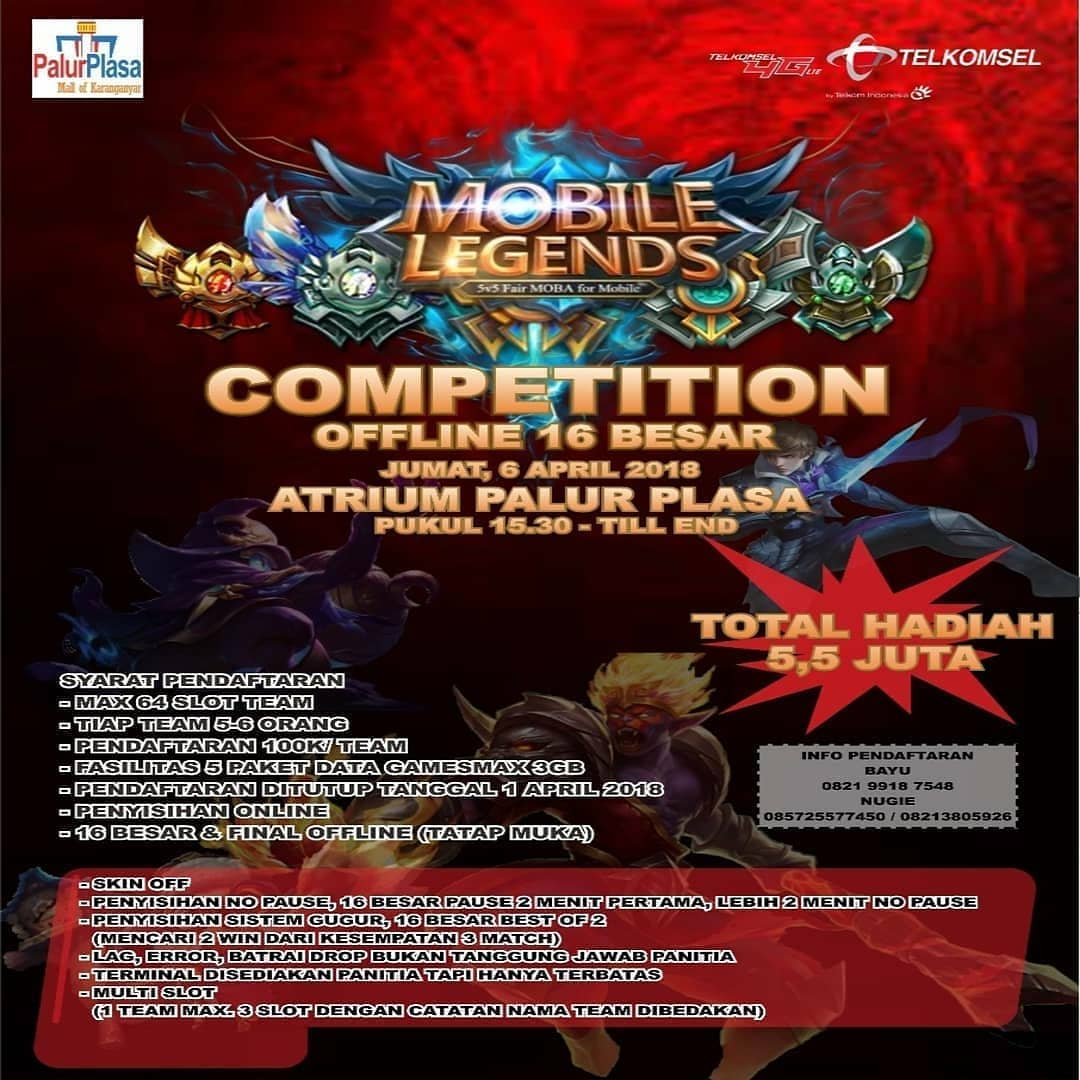 PalurPlasa
Mall of Karanganyar
TELKOMSEL
4G LTE
TELKOMSEL
by Telkom Indonesia
MOBILE
LEGENDS
5v5 Fair MOBA for Mobile
COMPETITION
OFFLINE 16 BESAR
JUMAT, 6 APRIL 2018
ATRIUM PALUR PLASA
PUKUL 15.30 - TILL END
TOTAL HADIAH
5,5 JUTA
SYARAT PENDAFTARAN
- MAX 64 SLOT TEAM
- TIAP TEAM 5-6 ORANG
- PENDAFTARAN 100K/ TEAM
- FASILITAS 5 PAKET DATA GAMESMAX 3GB
- PENDAFTARAN DITUTUP TANGGAL 1 APRIL 2018
- PENYISIHAN ONLINE
- 16 BESAR & FINAL OFFLINE (TATAP MUKA)
INFO PENDAFTARAN
BAYU
0821 9918 7548
NUGIE
085725577450 / 08213805926
- SKIN OFF
- PENYISIHAN NO PAUSE, 16 BESAR PAUSE 2 MENIT PERTAMA, LEBIH 2 MENIT NO PAUSE
- PENYISIHAN SISTEM GUGUR, 16 BESAR BEST OF 2
(MENCARI 2 WIN DARI KESEMPATAN 3 MATCH)
- LAG, ERROR, BATRAI DROP BUKAN TANGGUNG JAWAB PANITIA
- TERMINAL DISEDIAKAN PANITIA TAPI HANYA TERBATAS
- MULTI SLOT
(1 TEAM MAX. 3 SLOT DENGAN CATATAN NAMA TEAM DIBEDAKAN)